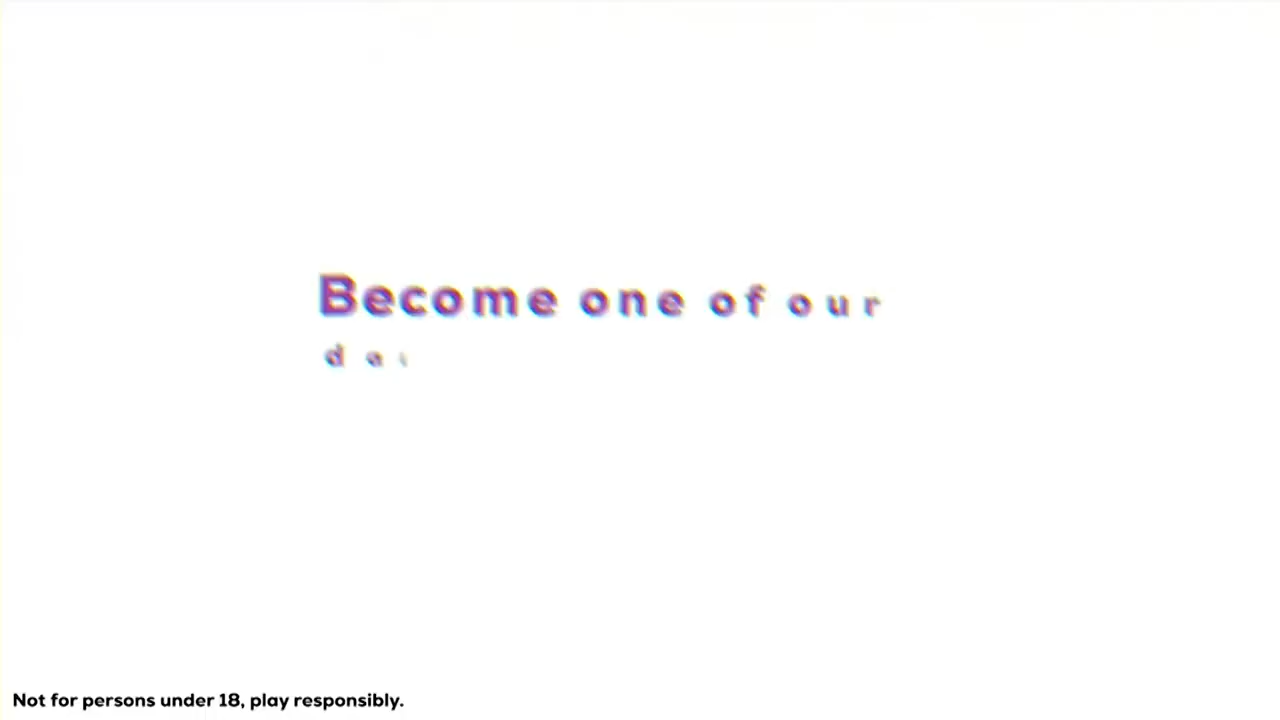 Become one of our
Not for persons under 18, play responsibly.